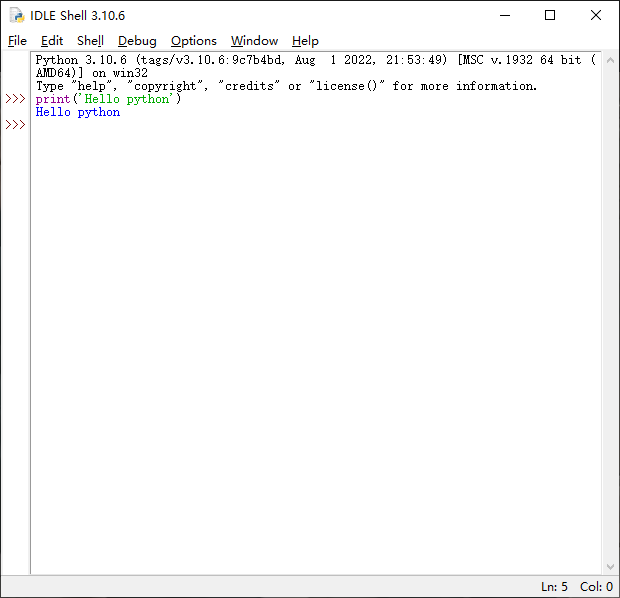 IDLE Shell 3.10.6
File Edit Shell Debug Options Window Help
Python 3.10.6 (tags/v3.10.6:9c7b4bd, Aug  1 2022, 21:53:49) [MSC v.1932 64 bit (
AMD64)] on win32
Type "help", "copyright", "credits" or "license()" for more information.
>>> print('Hello python')
Hello python
>>>
Ln: 5 Col: 0